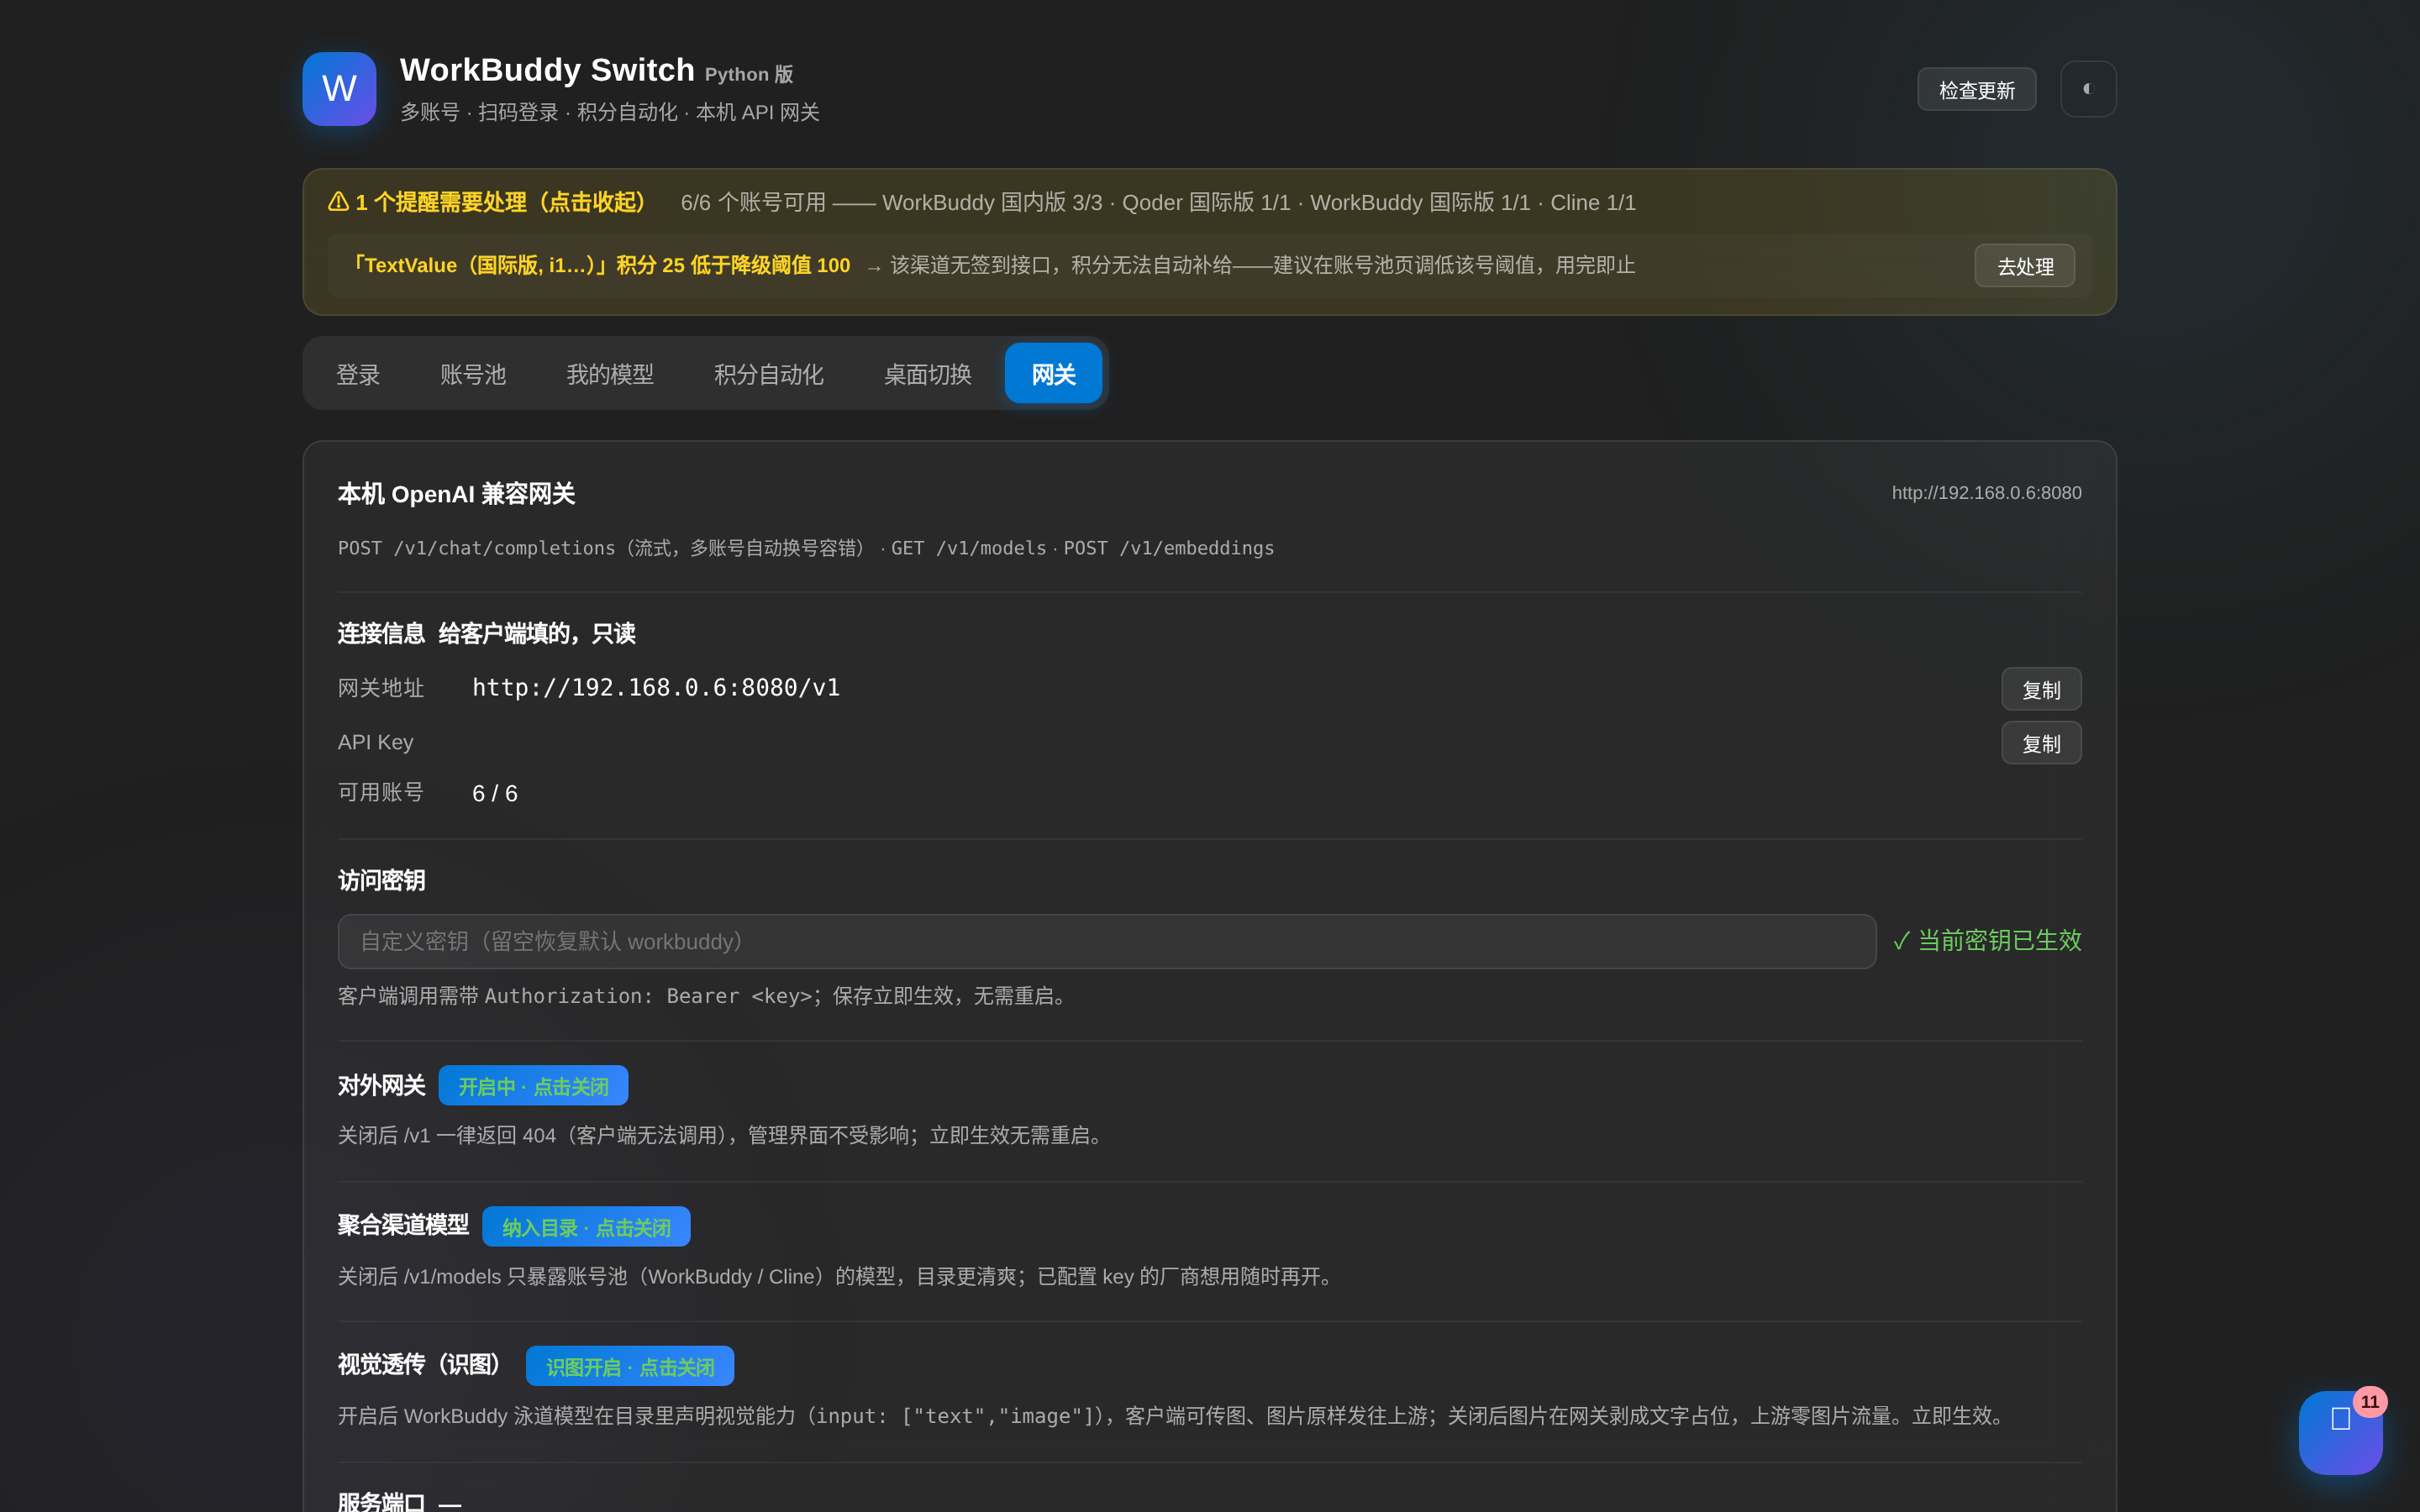 W
WorkBuddy Switch Python 版
多账号 · 扫码登录 · 积分自动化 · 本机 API 网关
检查更新
⚠ 1 个提醒需要处理（点击收起） 6/6 个账号可用 —— WorkBuddy 国内版 3/3 · Qoder 国际版 1/1 · WorkBuddy 国际版 1/1 · Cline 1/1
「TextValue（国际版, i1…）」积分 25 低于降级阈值 100 → 该渠道无签到接口，积分无法自动补给——建议在账号池页调低该号阈值，用完即止
去处理
登录 账号池 我的模型 积分自动化 桌面切换 网关
本机 OpenAI 兼容网关
http://192.168.0.6:8080
POST /v1/chat/completions（流式，多账号自动换号容错） · GET /v1/models · POST /v1/embeddings
连接信息 给客户端填的，只读
网关地址 http://192.168.0.6:8080/v1 复制
API Key 复制
可用账号 6 / 6
访问密钥
自定义密钥（留空恢复默认 workbuddy） ✓ 当前密钥已生效
客户端调用需带 Authorization: Bearer <key>；保存立即生效，无需重启。
对外网关 开启中 · 点击关闭
关闭后 /v1 一律返回 404（客户端无法调用），管理界面不受影响；立即生效无需重启。
聚合渠道模型 纳入目录 · 点击关闭
关闭后 /v1/models 只暴露账号池（WorkBuddy / Cline）的模型，目录更清爽；已配置 key 的厂商想用随时再开。
视觉透传（识图） 识图开启 · 点击关闭
开启后 WorkBuddy 泳道模型在目录里声明视觉能力（input: ["text","image"]），客户端可传图、图片原样发往上游；关闭后图片在网关剥成文字占位，上游零图片流量。立即生效。
11
服务端口 —